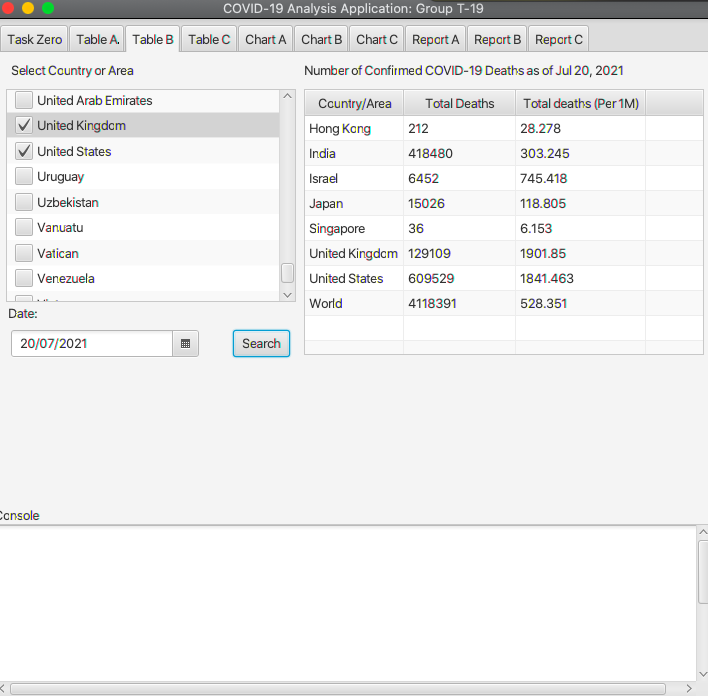 COVID-19 Analysis Application: Group T-19
Task Zero Table A. Table B Table C Chart A Chart B Chart C Report A Report B Report C
Select Country or Area
United Arab Emirates
United Kingdom
United States
Uruguay
Uzbekistan
Vanuatu
Vatican
Venezuela
Date:
20/07/2021
Search
Number of Confirmed COVID-19 Deaths as of Jul 20, 2021
Country/Area Total Deaths Total deaths (Per 1M)
Hong Kong 212 28.278
India 418480 303.245
Israel 6452 745.418
Japan 15026 118.805
Singapore 36 6.153
United Kingdom 129109 1901.85
United States 609529 1841.463
World 4118391 528.351
Console